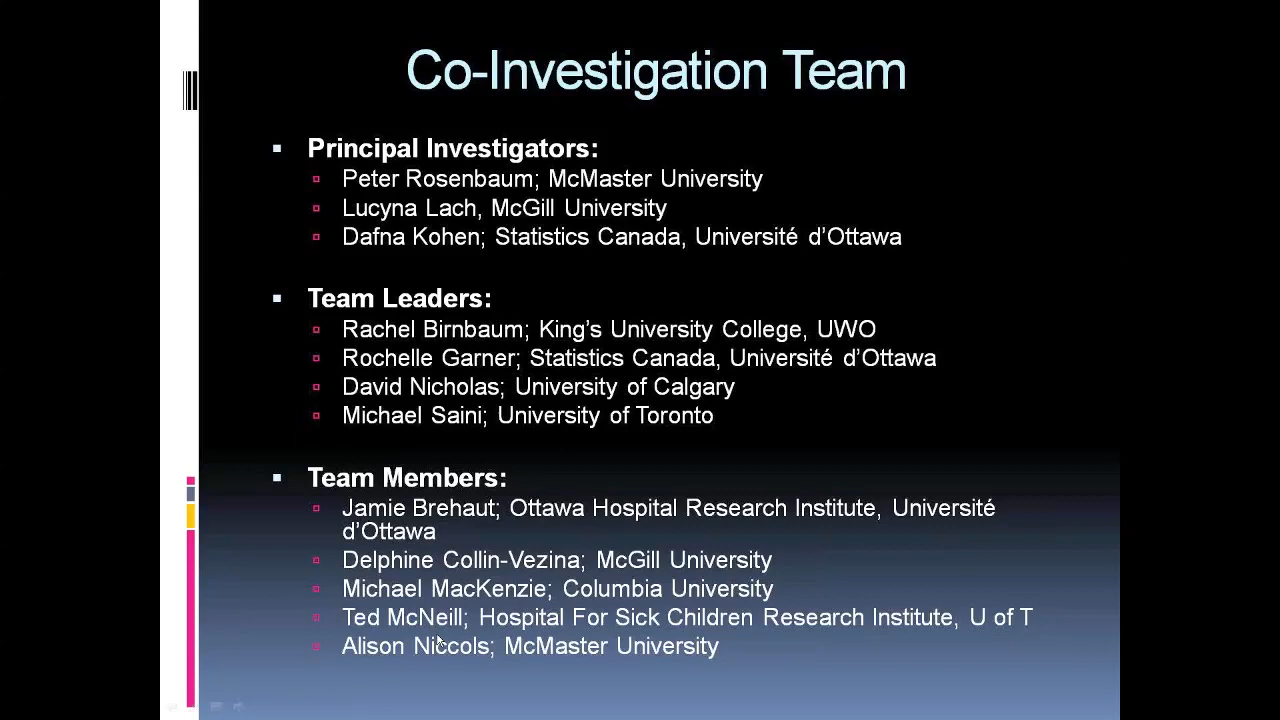 Co-Investigation Team
Principal Investigators:
Peter Rosenbaum; McMaster University
Lucyna Lach, McGill University
Dafna Kohen; Statistics Canada, Université d’Ottawa
Team Leaders:
Rachel Birnbaum; King’s University College, UWO
Rochelle Garner; Statistics Canada, Université d’Ottawa
David Nicholas; University of Calgary
Michael Saini; University of Toronto
Team Members:
Jamie Brehaut; Ottawa Hospital Research Institute, Université
d’Ottawa
Delphine Collin-Vezina; McGill University
Michael MacKenzie; Columbia University
Ted McNeill; Hospital For Sick Children Research Institute, U of T
Alison Niccols; McMaster University